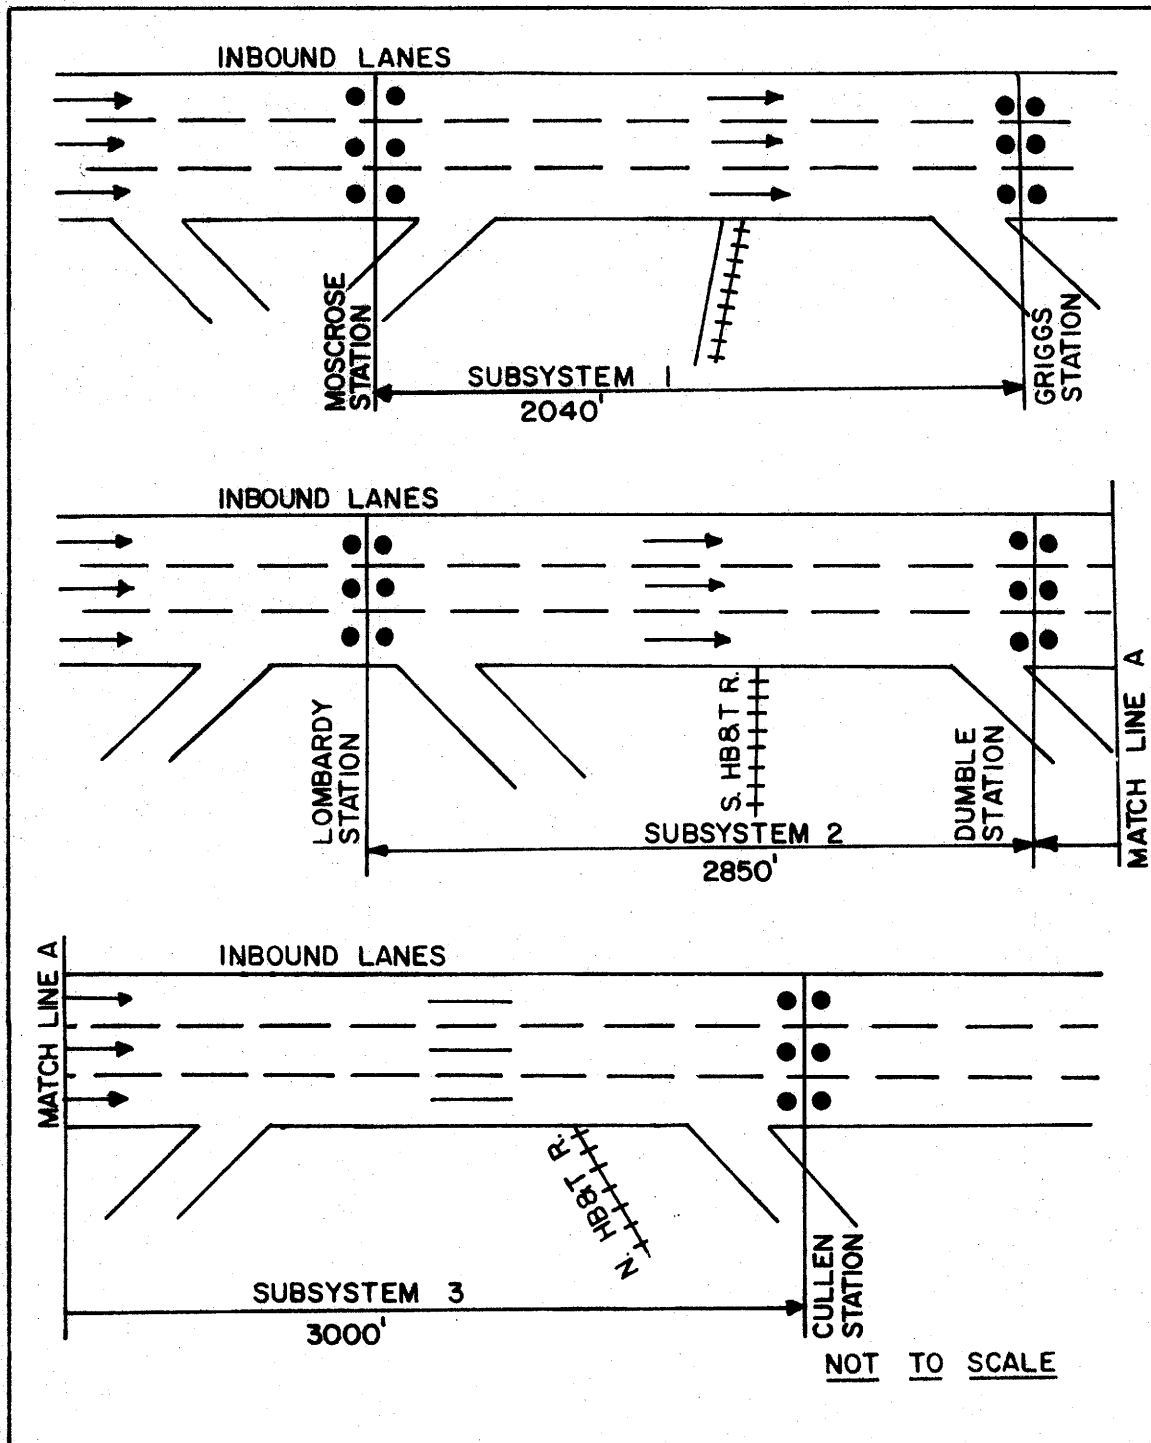 INBOUND LANES
MOSCROSE
STATION
SUBSYSTEM 1
2040'
GRIGGS
STATION
INBOUND LANES
LOMBARDY
STATION
S. HB&T R.
SUBSYSTEM 2
2850'
DUMBLE
STATION
MATCH LINE A
MATCH LINE A
INBOUND LANES
N. HB&T R.
SUBSYSTEM 3
3000'
CULLEN
STATION
NOT TO SCALE